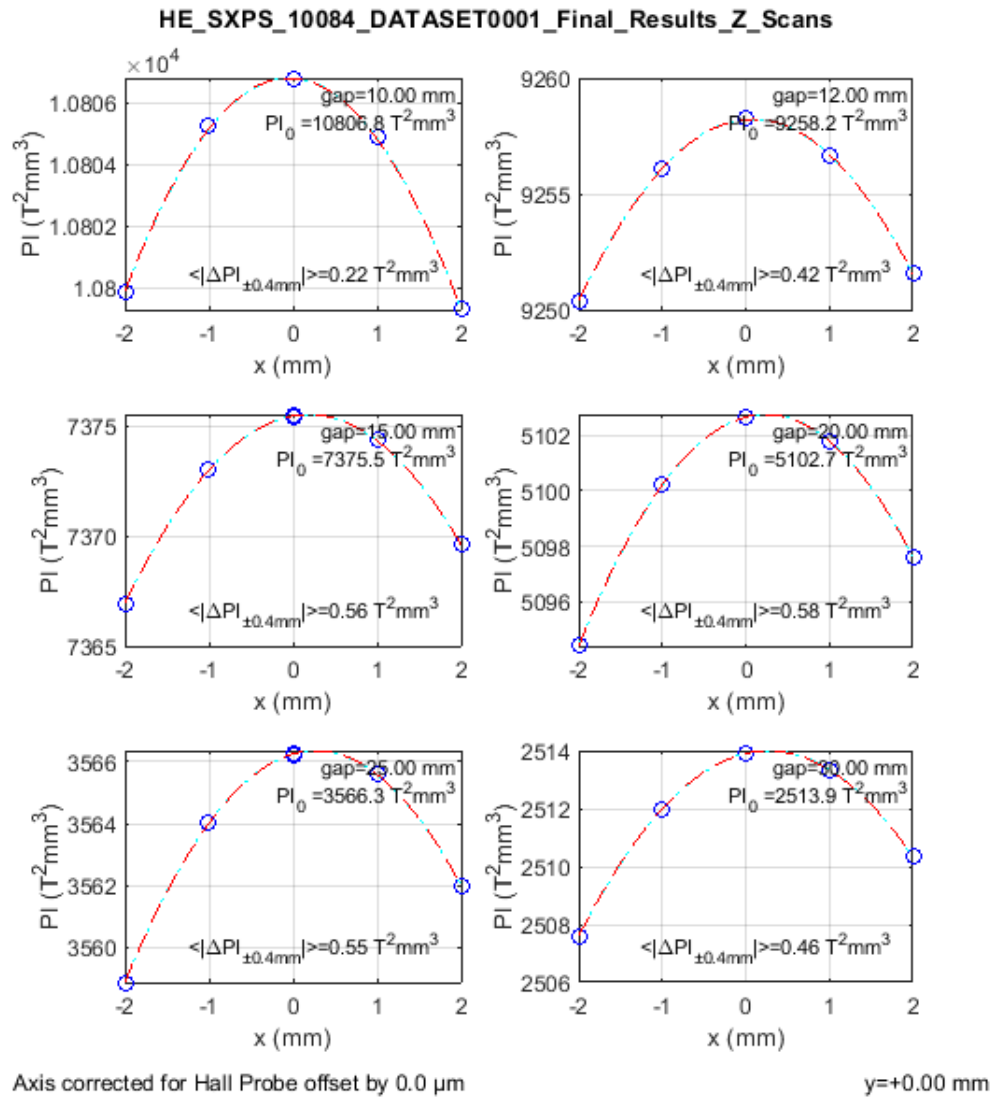 HE_SXPS_10084_DATASET0001_Final_Results_Z_Scans
×10⁴
1.0806
1.0804
1.0802
1.08
PI (T²mm³)
gap=10.00 mm
PI₀ =10806.8 T²mm³
<|ΔPI±0.4mm|>=0.22 T²mm³
-2 -1 0 1 2
x (mm)
9260
9255
9250
PI (T²mm³)
gap=12.00 mm
PI₀ =9258.2 T²mm³
<|ΔPI±0.4mm|>=0.42 T²mm³
-2 -1 0 1 2
x (mm)
7375
7370
7365
PI (T²mm³)
gap=15.00 mm
PI₀ =7375.5 T²mm³
<|ΔPI±0.4mm|>=0.56 T²mm³
-2 -1 0 1 2
x (mm)
5102
5100
5098
5096
PI (T²mm³)
gap=20.00 mm
PI₀ =5102.7 T²mm³
<|ΔPI±0.4mm|>=0.58 T²mm³
-2 -1 0 1 2
x (mm)
3566
3564
3562
3560
PI (T²mm³)
gap=25.00 mm
PI₀ =3566.3 T²mm³
<|ΔPI±0.4mm|>=0.55 T²mm³
-2 -1 0 1 2
x (mm)
2514
2512
2510
2508
2506
PI (T²mm³)
gap=30.00 mm
PI₀ =2513.9 T²mm³
<|ΔPI±0.4mm|>=0.46 T²mm³
-2 -1 0 1 2
x (mm)
Axis corrected for Hall Probe offset by 0.0 µm
y=+0.00 mm